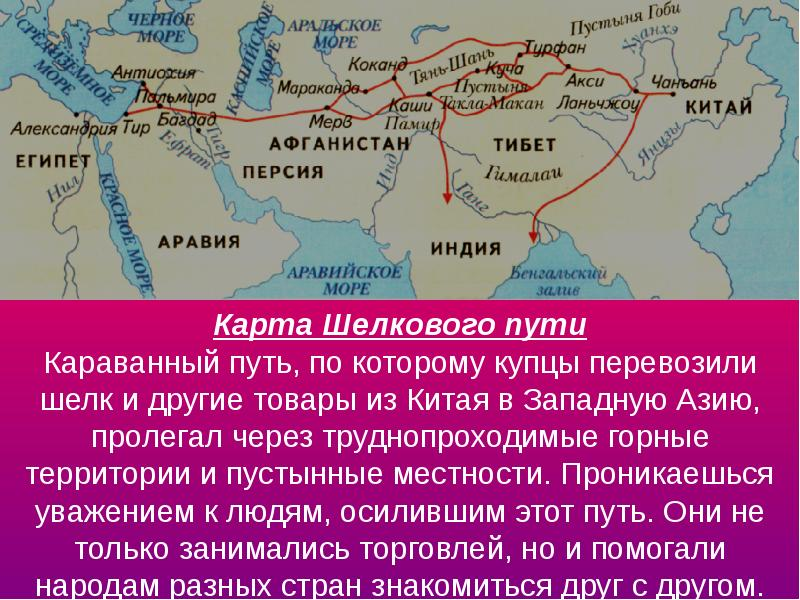 ЧЕРНОЕ
МОРЕ
АРАЛЬСКОЕ
МОРЕ
Пустыня Гоби
Хуанхэ
СРЕДИЗЕМНОЕ
МОРЕ
КАСПИЙСКОЕ
МОРЕ
Турфан
Тянь-Шань
Коканд
Куча
Антиохия
Мараканда
Пустыня
Такла-Макан
Акси
Чанъань
Пальмира
Каши
Ланьчжоу
КИТАЙ
Александрия
Тир
Багдад
Мерв
Памир
ЕГИПЕТ
Евфрат
Тигр
АФГАНИСТАН
ТИБЕТ
Янцзы
ПЕРСИЯ
Инд
Гималаи
Нил
Ганг
КРАСНОЕ МОРЕ
АРАВИЯ
ИНДИЯ
АРАВИЙСКОЕ
МОРЕ
Бенгальский
залив
Карта Шелкового пути
Караванный путь, по которому купцы перевозили
шелк и другие товары из Китая в Западную Азию,
пролегал через труднопроходимые горные
территории и пустынные местности. Проникаешься
уважением к людям, осилившим этот путь. Они не
только занимались торговлей, но и помогали
народам разных стран знакомиться друг с другом.